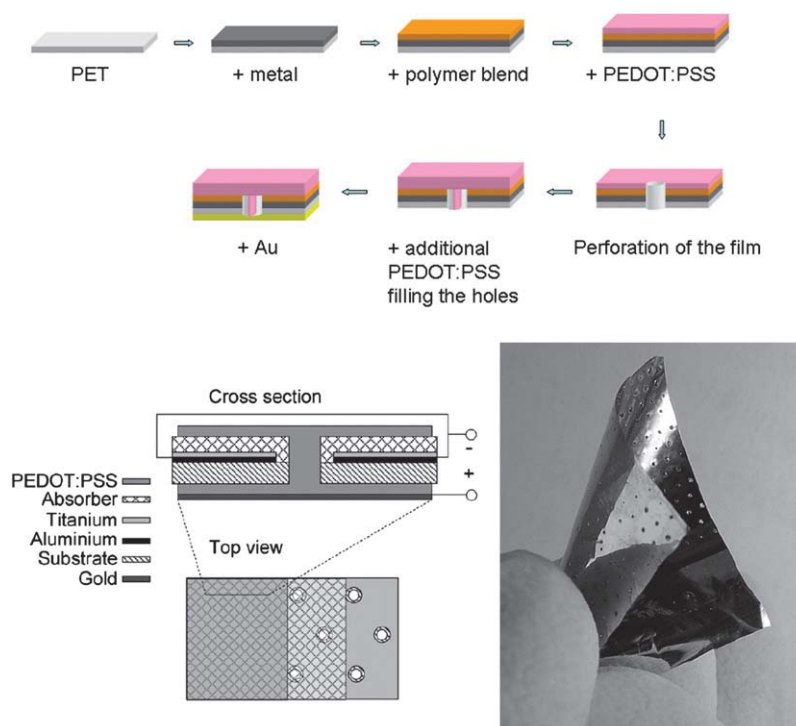 PET
+ metal
+ polymer blend
+ PEDOT:PSS
Perforation of the film
+ additional
PEDOT:PSS
filling the holes
+ Au
Cross section
-
+
PEDOT:PSS
Absorber
Titanium
Aluminium
Substrate
Gold
Top view